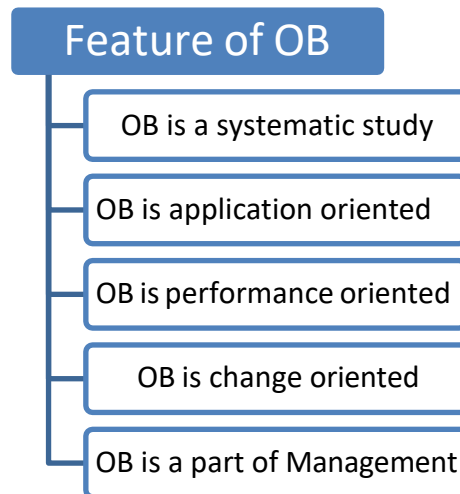 Feature of OB
OB is a systematic study
OB is application oriented
OB is performance oriented
OB is change oriented
OB is a part of Management